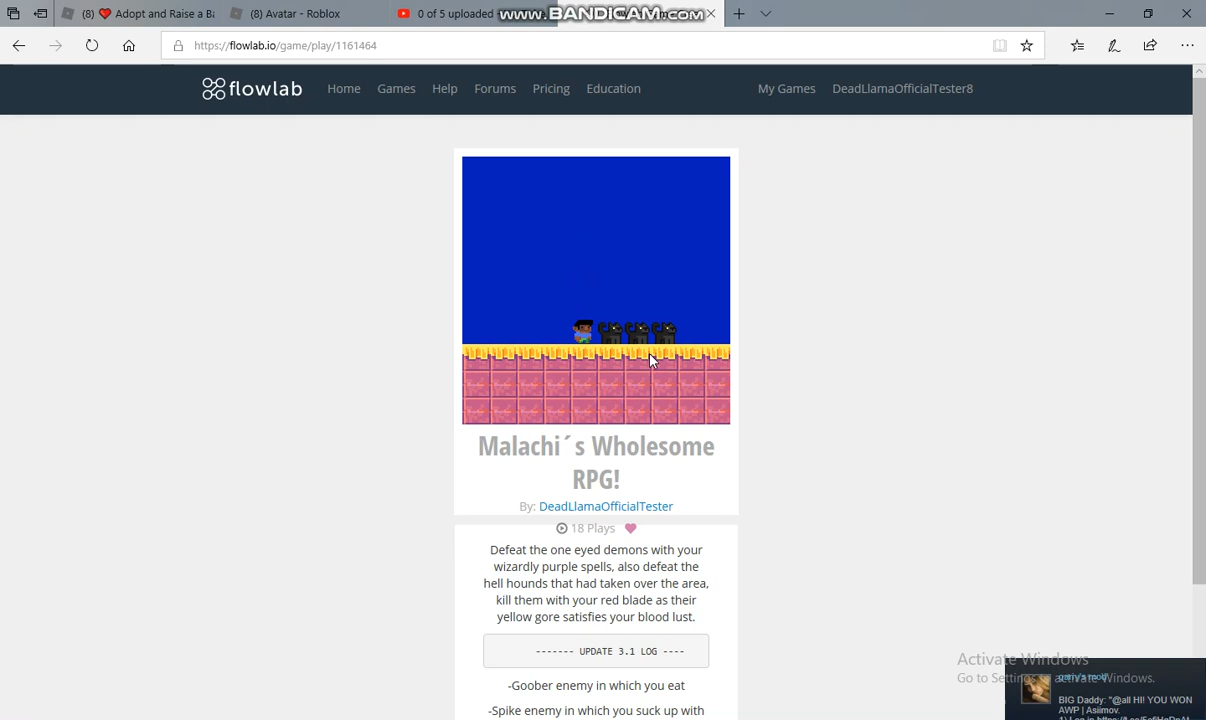 (8) ❤ Adopt and Raise a Ba
(8) Avatar - Roblox
0 of 5 uploaded
www.BANDICAM.com
https://flowlab.io/game/play/1161464
flowlab
Home
Games
Help
Forums
Pricing
Education
My Games
DeadLlamaOfficialTester8
Malachi´s Wholesome
RPG!
By: DeadLlamaOfficialTester
18 Plays
Defeat the one eyed demons with your
wizardly purple spells, also defeat the
hell hounds that had taken over the area,
kill them with your red blade as their
yellow gore satisfies your blood lust.
------- UPDATE 3.1 LOG ----
-Goober enemy in which you eat
-Spike enemy in which you suck up with
Activate Windows
Go to Settings to activate Windows.
BIG Daddy: "@all HI! YOU WON
AWP | Asiimov.